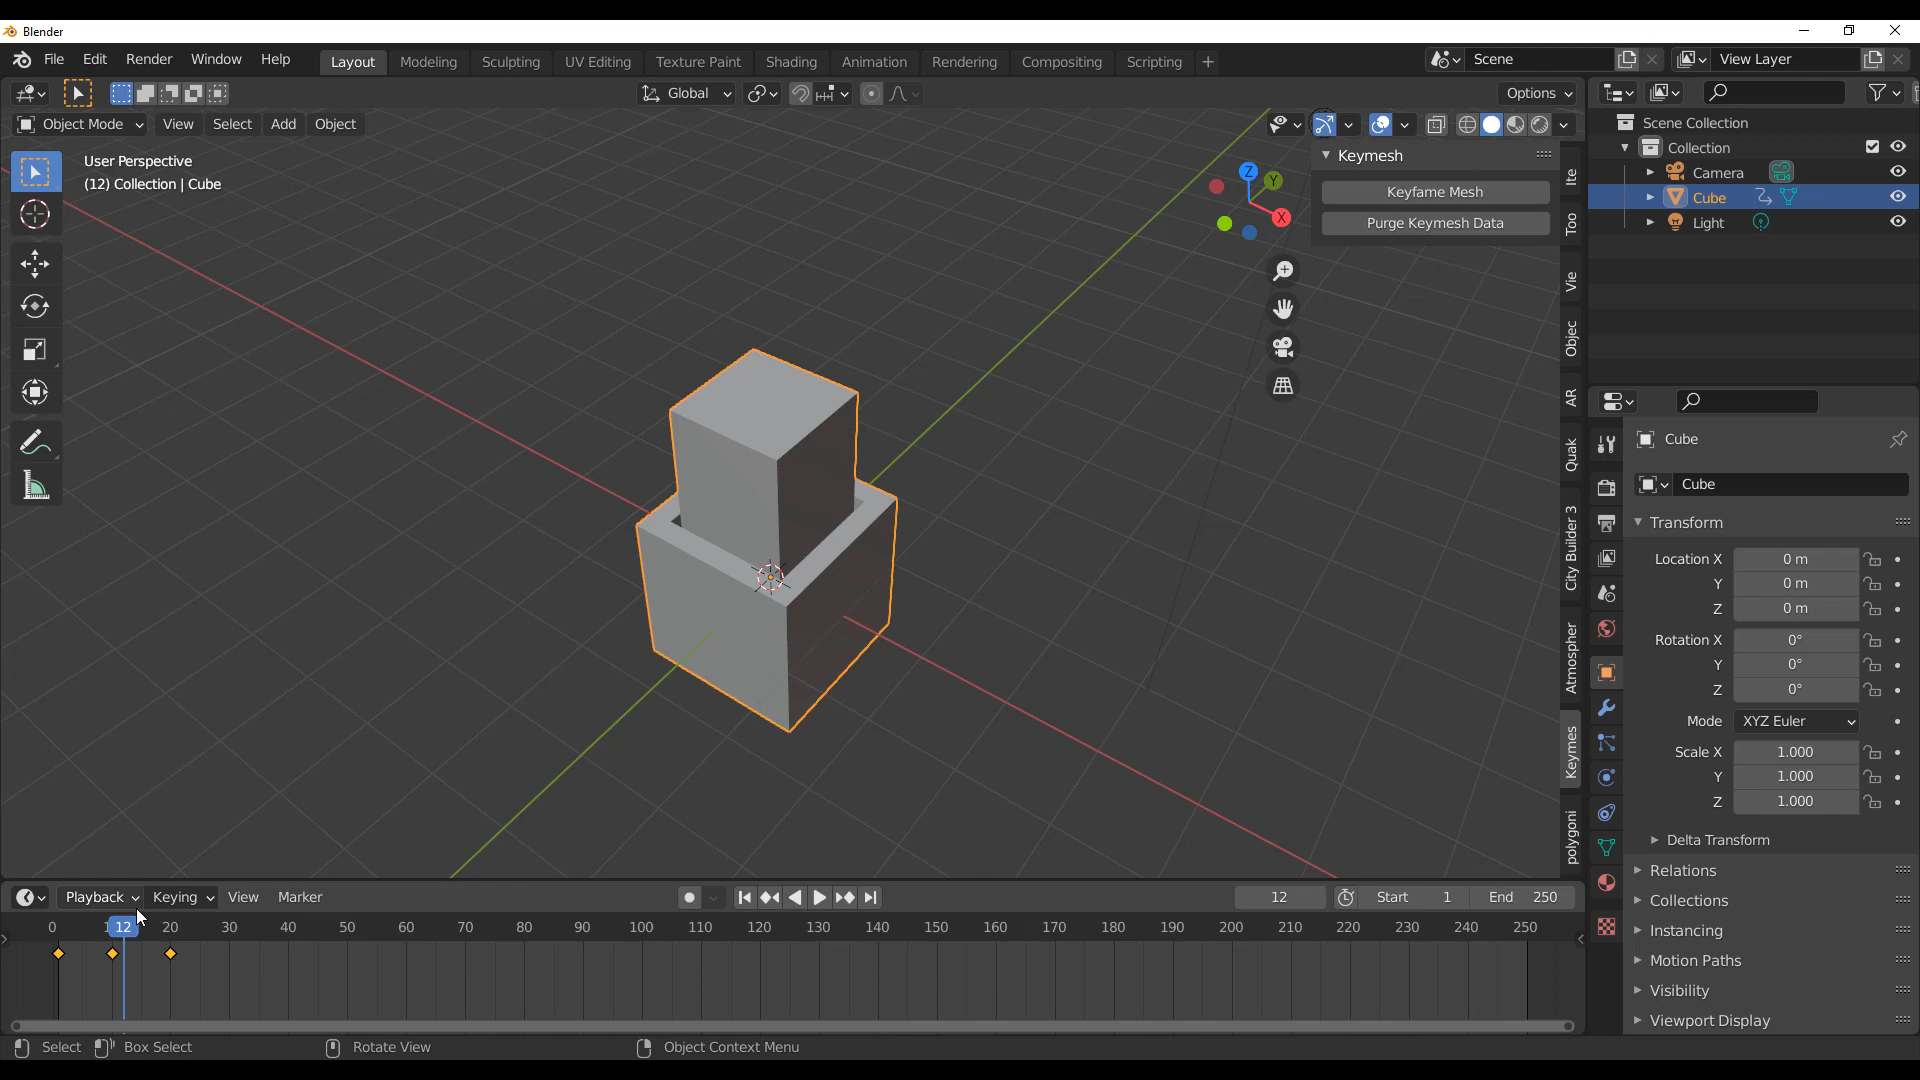 Blender
File Edit Render Window Help Layout Modeling Sculpting UV Editing Texture Paint Shading Animation Rendering Compositing Scripting + Scene View Layer
Global Options
Object Mode View Select Add Object
User Perspective
(12) Collection | Cube
Z
Y
X
Keymesh
Keyfame Mesh
Purge Keymesh Data
Ite
Too
Vie
Objec
AR
Quak
City Builder 3
Atmospher
Keymes
polygoni
Scene Collection
Collection
Camera
Cube
Light
Cube
Cube
Transform
Location X 0 m
Y 0 m
Z 0 m
Rotation X 0°
Y 0°
Z 0°
Mode XYZ Euler
Scale X 1.000
Y 1.000
Z 1.000
Delta Transform
Relations
Collections
Instancing
Motion Paths
Visibility
Viewport Display
Playback Keying View Marker 12 Start 1 End 250
0 12 20 30 40 50 60 70 80 90 100 110 120 130 140 150 160 170 180 190 200 210 220 230 240 250
Select Box Select Rotate View Object Context Menu